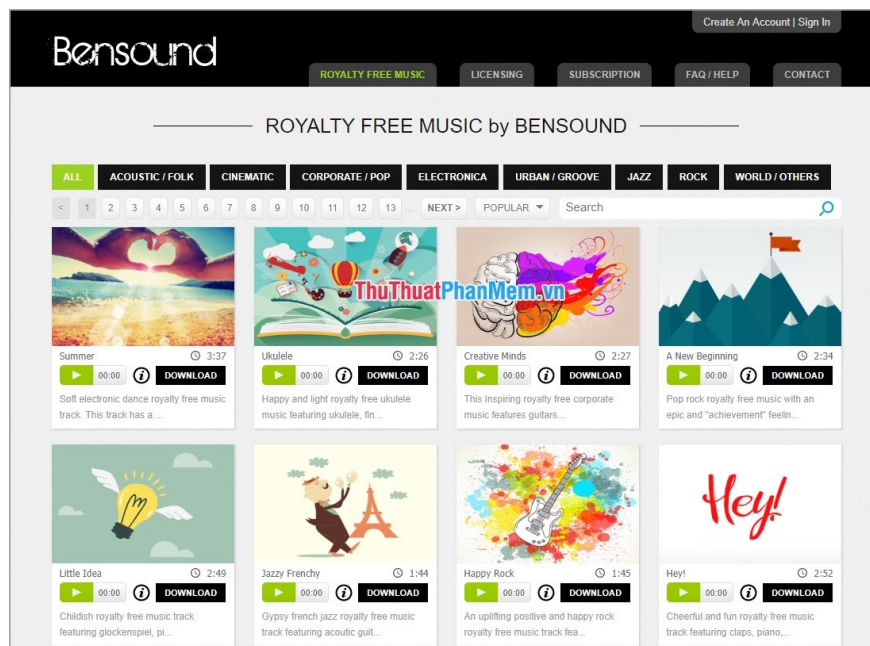 Create An Account | Sign In
Bensound
ROYALTY FREE MUSIC LICENSING SUBSCRIPTION FAQ / HELP CONTACT
ROYALTY FREE MUSIC by BENSOUND
ALL ACOUSTIC / FOLK CINEMATIC CORPORATE / POP ELECTRONICA URBAN / GROOVE JAZZ ROCK WORLD / OTHERS
< 1 2 3 4 5 6 7 8 9 10 11 12 13 ... NEXT > POPULAR Search
ThuThuatPhanMem.vn
Summer 3:37
00:00 i DOWNLOAD
Soft electronic dance royalty free music
track. This track has a ...
Ukulele 2:26
00:00 i DOWNLOAD
Happy and light royalty free ukulele
music featuring ukulele, fin...
Creative Minds 2:27
00:00 i DOWNLOAD
This Inspiring royalty free corporate
music features guitars...
A New Beginning 2:34
00:00 i DOWNLOAD
Pop rock royalty free music with an
epic and "achievement" feelin...
Little Idea 2:49
00:00 i DOWNLOAD
Childish royalty free music track
featuring glockenspiel, pi...
Jazzy Frenchy 1:44
00:00 i DOWNLOAD
Gypsy french jazz royalty free music
track featuring acoutic guit...
Happy Rock 1:45
00:00 i DOWNLOAD
An uplifting positive and happy rock
royalty free music track fea...
Hey!
Hey! 2:52
00:00 i DOWNLOAD
Cheerful and fun royalty free music
track featuring claps, piano,...